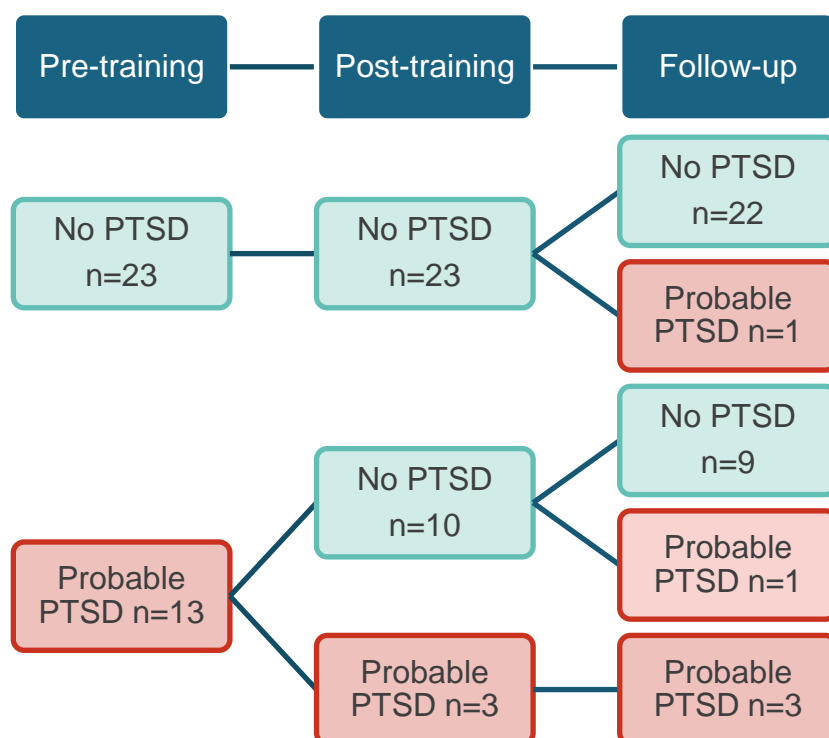 Pre-training
Post-training
Follow-up
No PTSD
n=23
No PTSD
n=23
No PTSD
n=22
Probable
PTSD n=1
Probable
PTSD n=13
No PTSD
n=10
No PTSD
n=9
Probable
PTSD n=1
Probable
PTSD n=3
Probable
PTSD n=3